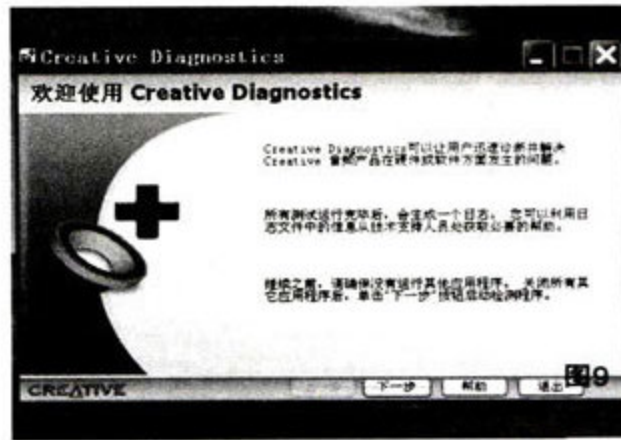 Creative Diagnostics
欢迎使用 Creative Diagnostics
Creative Diagnostics可以让用户迅速诊断并解决
Creative 音频产品在硬件或软件方面发生的问题。
所有测试运行完毕后，会生成一个日志。 您可以利用日
志文件中的信息从技术支持人员处获取必要的帮助。
继续之前，请确保没有运行其他应用程序。 关闭所有其
它应用程序后，单击“下一步”按钮启动检测程序。
CREATIVE
下一步
帮助
退出
图9